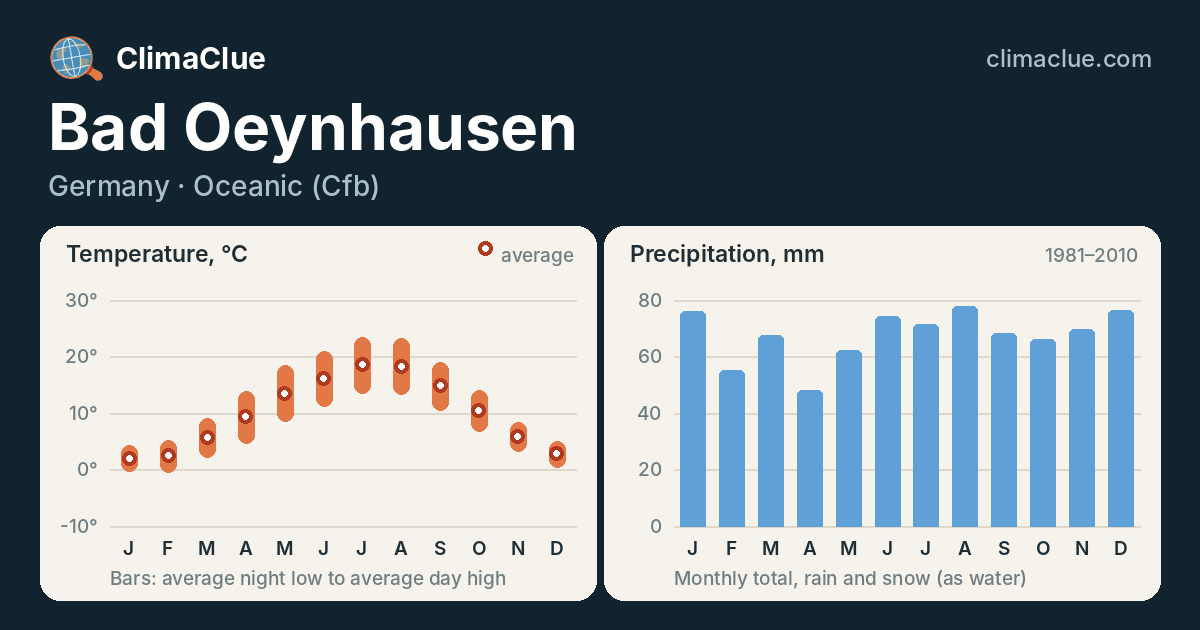 ClimaClue
climaclue.com
Bad Oeynhausen
Germany · Oceanic (Cfb)
Temperature, °C
average
30°
20°
10°
0°
-10°
J F M A M J J A S O N D
Bars: average night low to average day high
Precipitation, mm
1981–2010
80
60
40
20
0
J F M A M J J A S O N D
Monthly total, rain and snow (as water)